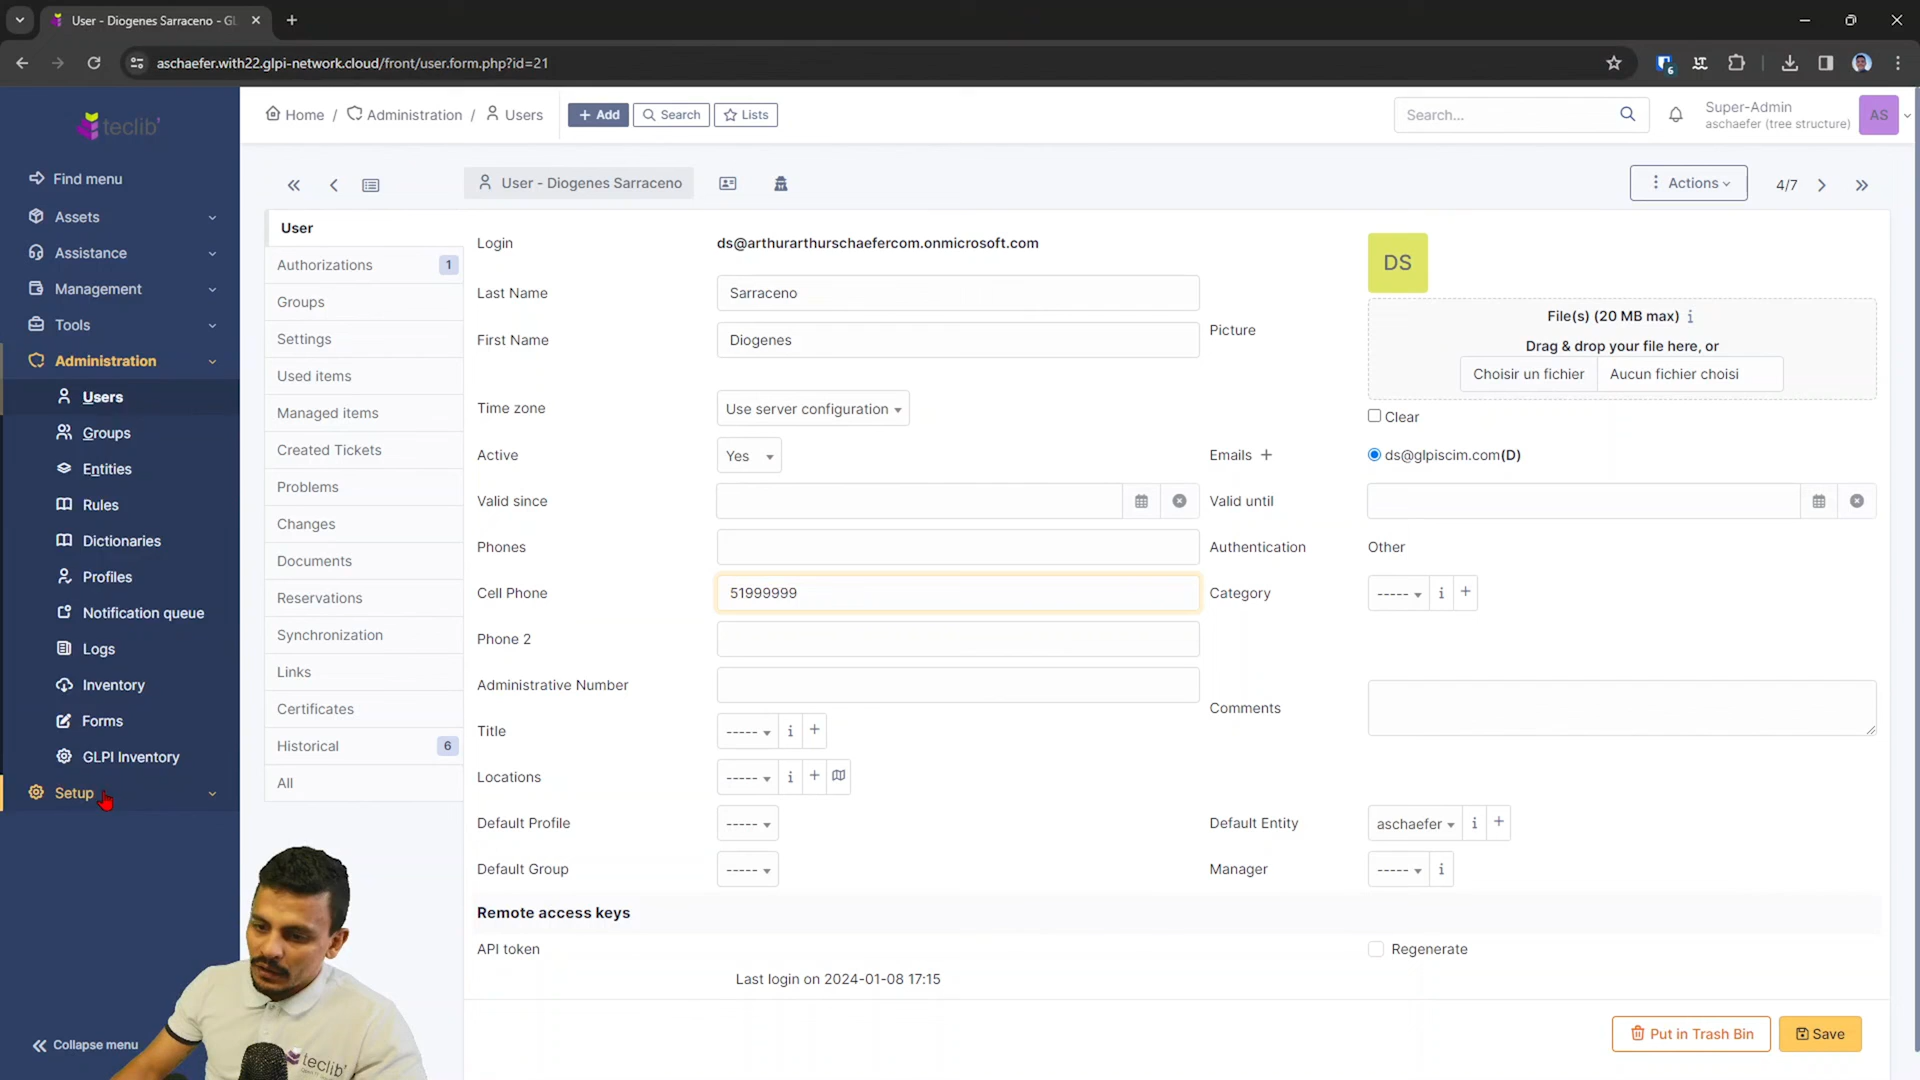 User - Diogenes Sarraceno - GL
aschaefer.with22.glpi-network.cloud/front/user.form.php?id=21
6
teclib'
Find menu
Assets
Assistance
Management
Tools
Administration
Users
Groups
Entities
Rules
Dictionaries
Profiles
Notification queue
Logs
Inventory
Forms
GLPI Inventory
Setup
Collapse menu
Home / Administration / Users
Add
Search
Lists
Search...
Super-Admin
aschaefer (tree structure)
AS
User - Diogenes Sarraceno
Actions
4/7
User
Authorizations 1
Groups
Settings
Used items
Managed items
Created Tickets
Problems
Changes
Documents
Reservations
Synchronization
Links
Certificates
Historical 6
All
Login ds@arthurarthurschaefercom.onmicrosoft.com
Last Name Sarraceno
First Name Diogenes
Picture
DS
File(s) (20 MB max) i
Drag & drop your file here, or
Choisir un fichier Aucun fichier choisi
Clear
Time zone Use server configuration
Active Yes
Emails + ds@glpiscim.com(D)
Valid since
Valid until
Phones
Authentication Other
Cell Phone 51999999
Category ----- i +
Phone 2
Administrative Number
Comments
Title ----- i +
Locations ----- i +
Default Profile -----
Default Entity aschaefer i +
Default Group -----
Manager ----- i
Remote access keys
API token
Regenerate
Last login on 2024-01-08 17:15
Put in Trash Bin
Save
teclib'